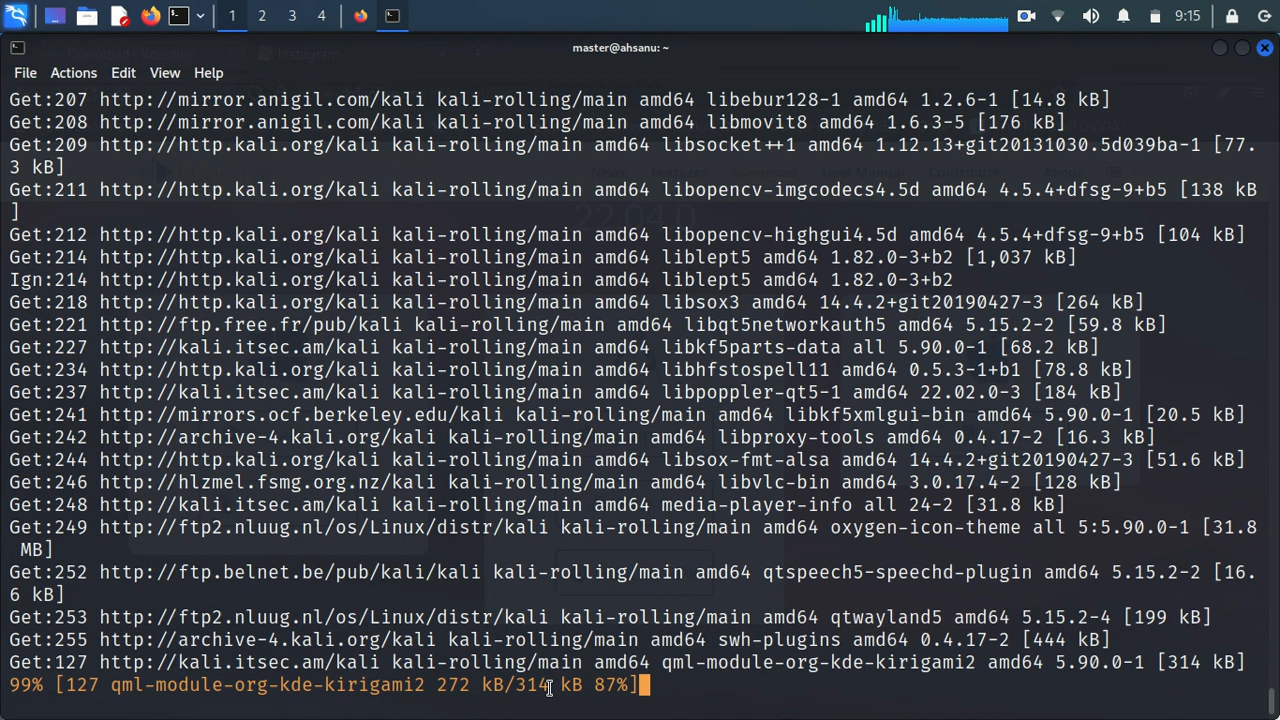 1 2 3 4 9:15
master@ahsanu: ~
File Actions Edit View Help
Get:207 http://mirror.anigil.com/kali kali-rolling/main amd64 libebur128-1 amd64 1.2.6-1 [14.8 kB]
Get:208 http://mirror.anigil.com/kali kali-rolling/main amd64 libmovit8 amd64 1.6.3-5 [176 kB]
Get:209 http://http.kali.org/kali kali-rolling/main amd64 libsocket++1 amd64 1.12.13+git20131030.5d039ba-1 [77.
3 kB]
Get:211 http://http.kali.org/kali kali-rolling/main amd64 libopencv-imgcodecs4.5d amd64 4.5.4+dfsg-9+b5 [138 kB
]
Get:212 http://http.kali.org/kali kali-rolling/main amd64 libopencv-highgui4.5d amd64 4.5.4+dfsg-9+b5 [104 kB]
Get:214 http://http.kali.org/kali kali-rolling/main amd64 liblept5 amd64 1.82.0-3+b2 [1,037 kB]
Ign:214 http://http.kali.org/kali kali-rolling/main amd64 liblept5 amd64 1.82.0-3+b2
Get:218 http://http.kali.org/kali kali-rolling/main amd64 libsox3 amd64 14.4.2+git20190427-3 [264 kB]
Get:221 http://ftp.free.fr/pub/kali kali-rolling/main amd64 libqt5networkauth5 amd64 5.15.2-2 [59.8 kB]
Get:227 http://kali.itsec.am/kali kali-rolling/main amd64 libkf5parts-data all 5.90.0-1 [68.2 kB]
Get:234 http://http.kali.org/kali kali-rolling/main amd64 libhfstospell11 amd64 0.5.3-1+b1 [78.8 kB]
Get:237 http://kali.itsec.am/kali kali-rolling/main amd64 libpoppler-qt5-1 amd64 22.02.0-3 [184 kB]
Get:241 http://mirrors.ocf.berkeley.edu/kali kali-rolling/main amd64 libkf5xmlgui-bin amd64 5.90.0-1 [20.5 kB]
Get:242 http://archive-4.kali.org/kali kali-rolling/main amd64 libproxy-tools amd64 0.4.17-2 [16.3 kB]
Get:244 http://http.kali.org/kali kali-rolling/main amd64 libsox-fmt-alsa amd64 14.4.2+git20190427-3 [51.6 kB]
Get:246 http://hlzmel.fsmg.org.nz/kali kali-rolling/main amd64 libvlc-bin amd64 3.0.17.4-2 [128 kB]
Get:248 http://http.kali.org/kali kali-rolling/main amd64 media-player-info all 24-2 [31.8 kB]
Get:249 http://ftp2.nluug.nl/os/Linux/distr/kali kali-rolling/main amd64 oxygen-icon-theme all 5:5.90.0-1 [31.8
MB]
Get:252 http://ftp.belnet.be/pub/kali/kali kali-rolling/main amd64 qtspeech5-speechd-plugin amd64 5.15.2-2 [16.
6 kB]
Get:253 http://ftp2.nluug.nl/os/Linux/distr/kali kali-rolling/main amd64 qtwayland5 amd64 5.15.2-4 [199 kB]
Get:255 http://archive-4.kali.org/kali kali-rolling/main amd64 swh-plugins amd64 0.4.17-2 [444 kB]
Get:127 http://kali.itsec.am/kali kali-rolling/main amd64 qml-module-org-kde-kirigami2 amd64 5.90.0-1 [314 kB]
99% [127 qml-module-org-kde-kirigami2 272 kB/314 kB 87%]